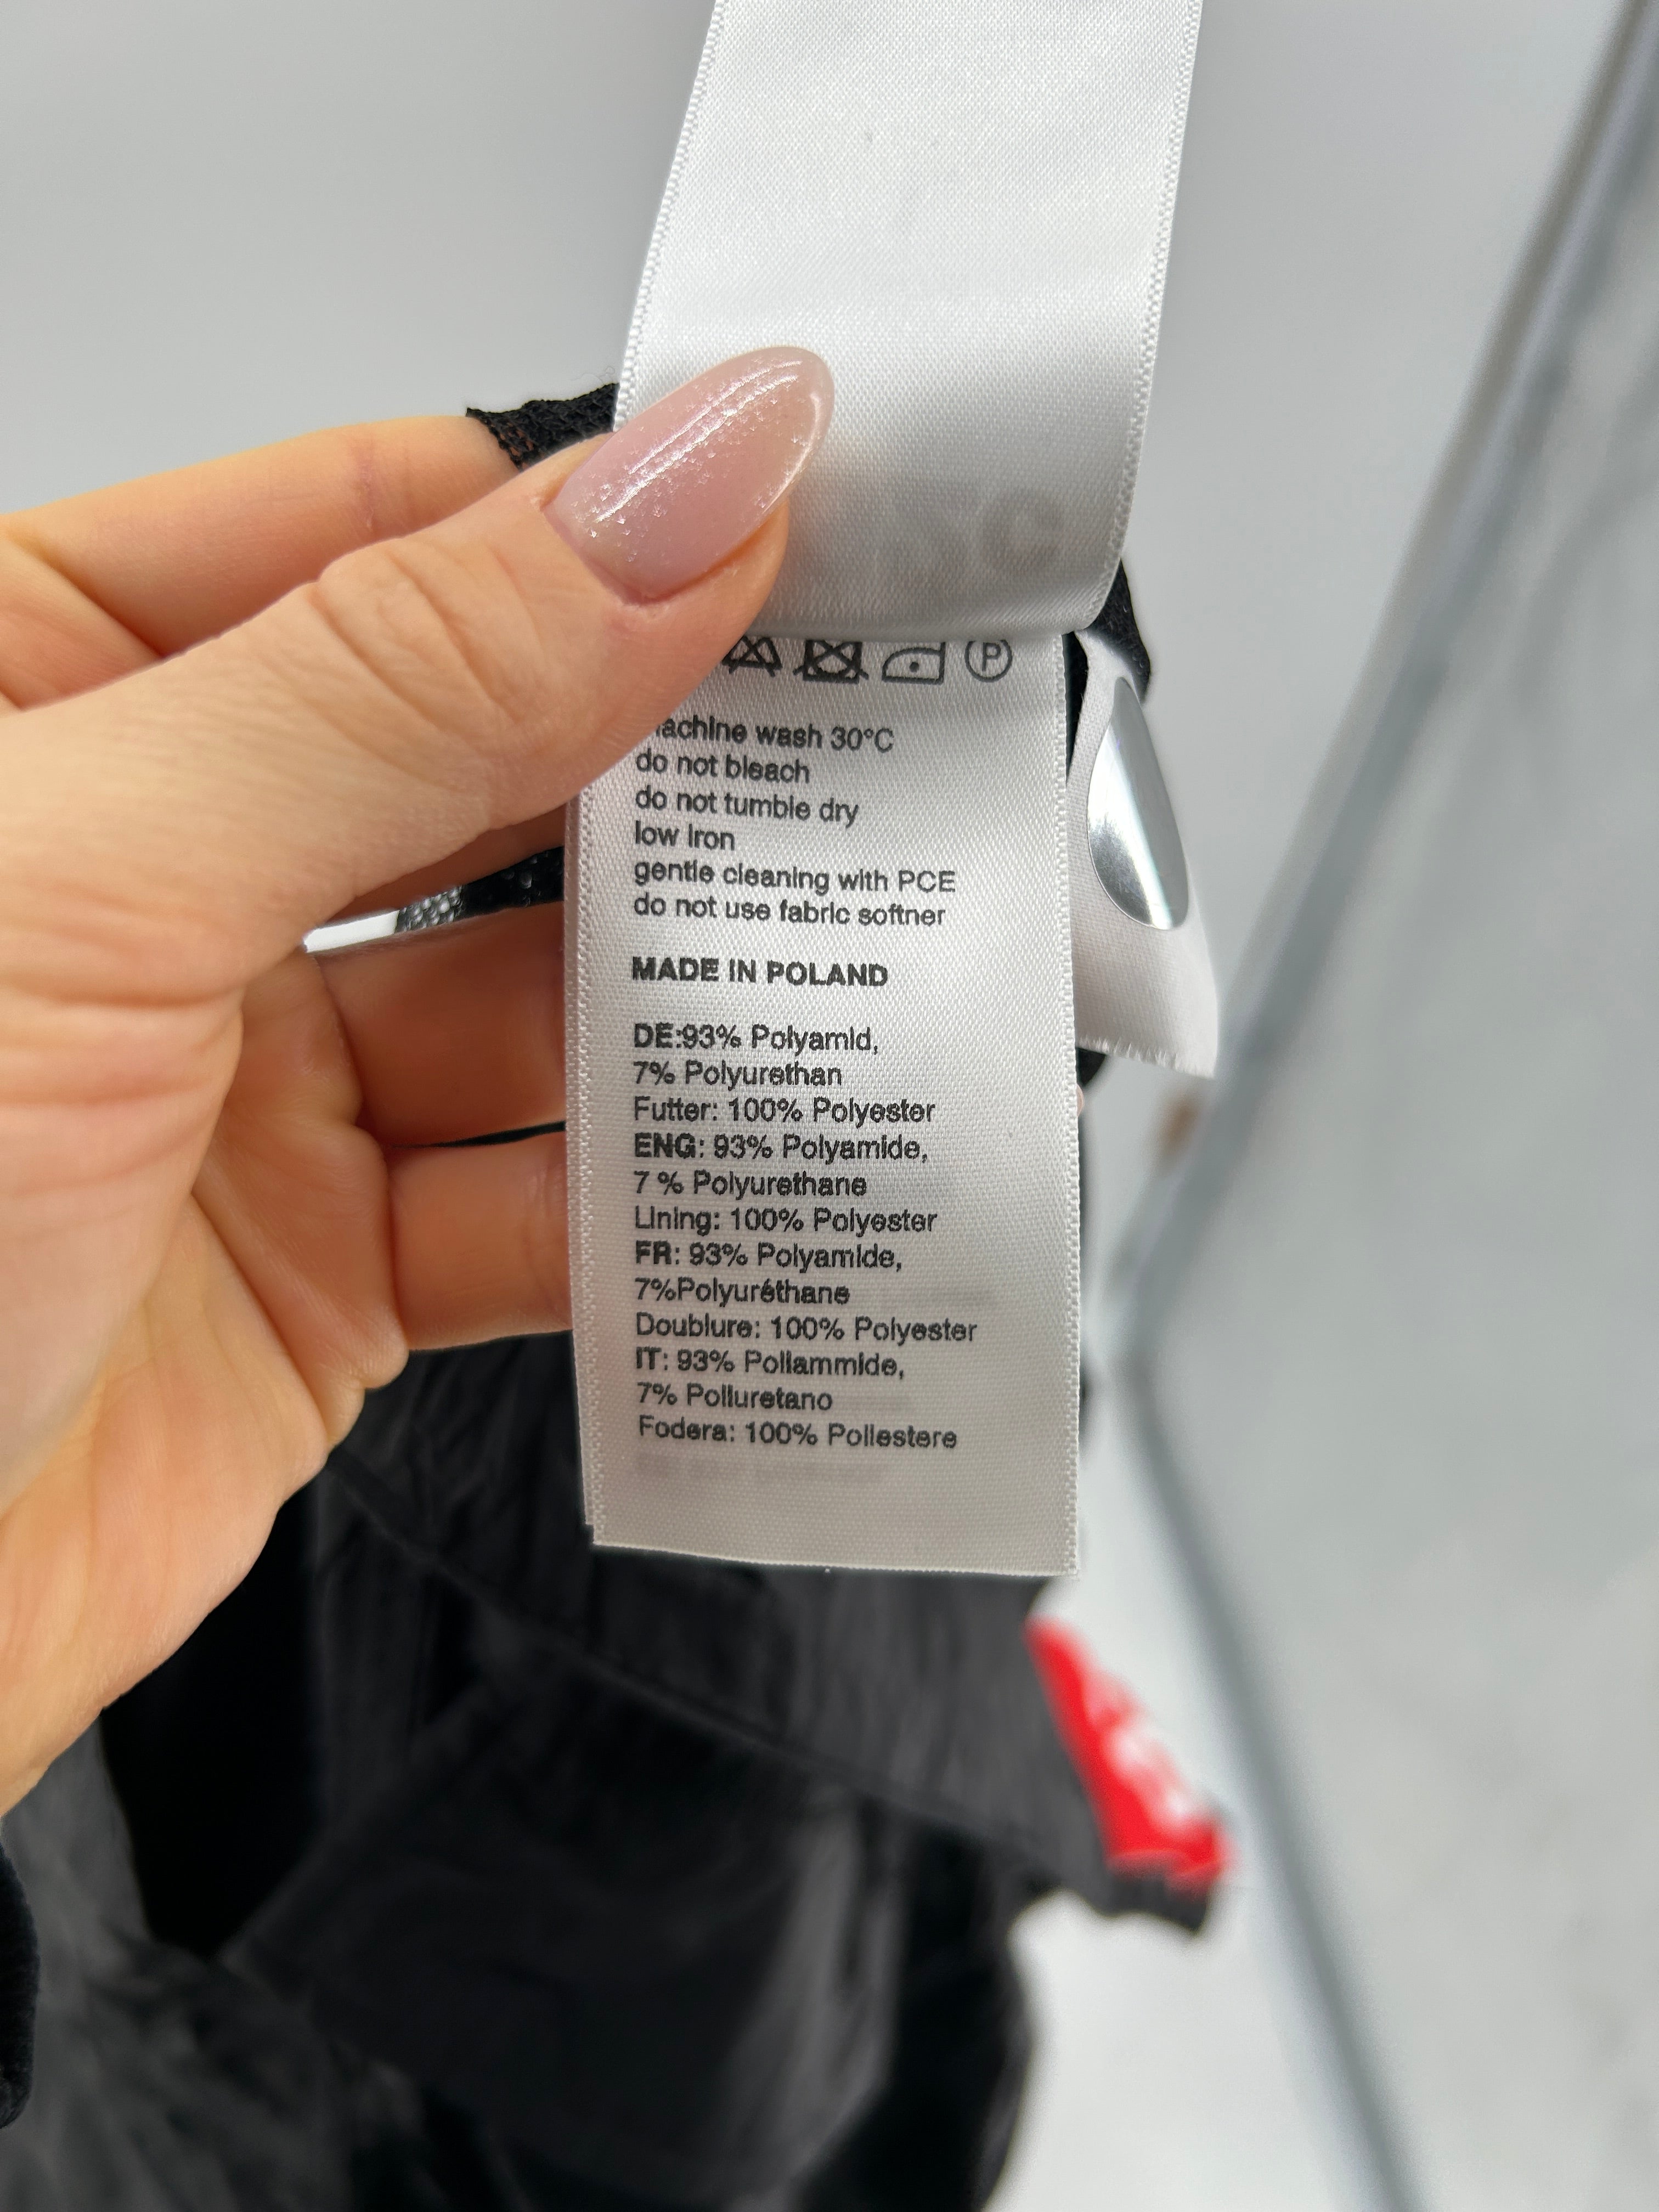 P
machine wash 30°C
do not bleach
do not tumble dry
low iron
gentle cleaning with PCE
do not use fabric softner
MADE IN POLAND
DE:93% Polyamid,
7% Polyurethan
Futter: 100% Polyester
ENG: 93% Polyamide,
7 % Polyurethane
Lining: 100% Polyester
FR: 93% Polyamide,
7%Polyuréthane
Doublure: 100% Polyester
IT: 93% Poliammide,
7% Poliuretano
Fodera: 100% Poliestere